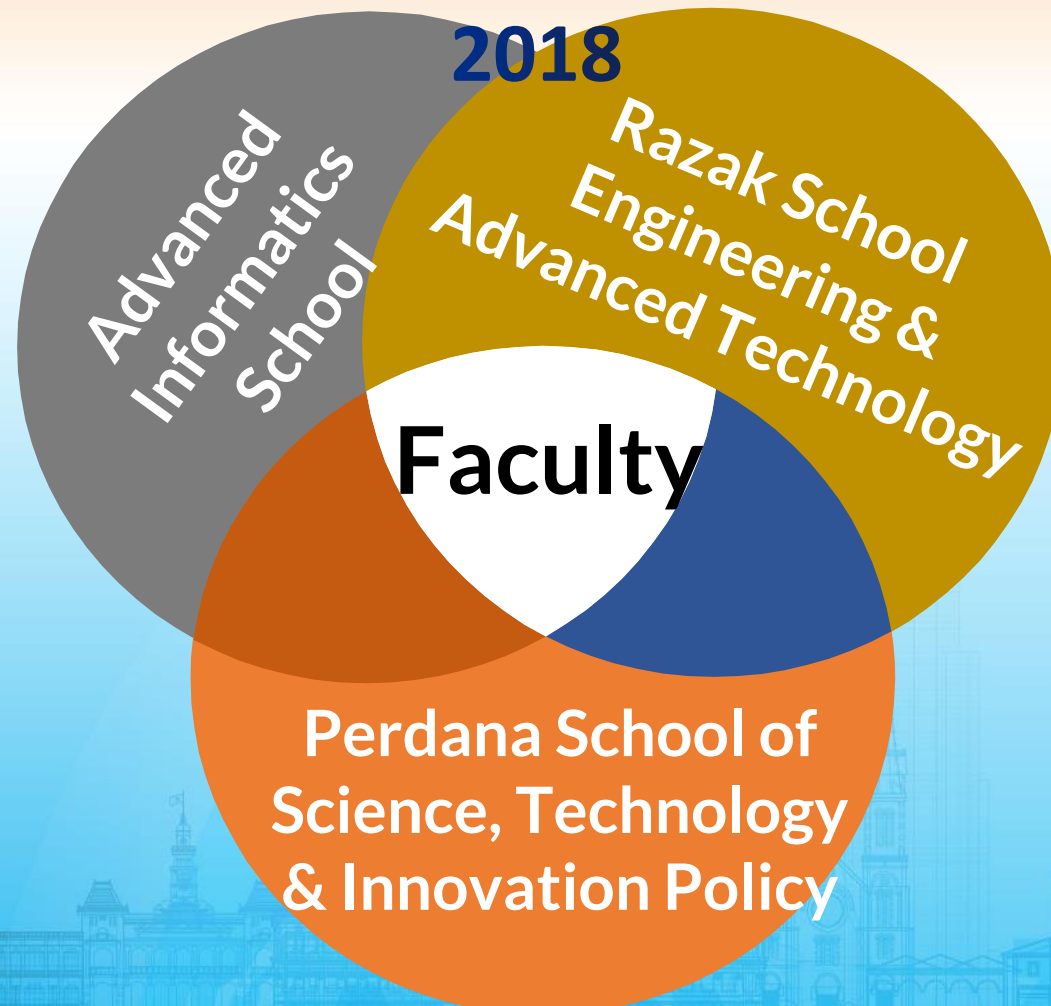 2018
Advanced
Informatics
School
Razak School
Engineering &
Advanced Technology
Faculty
Perdana School of
Science, Technology
& Innovation Policy